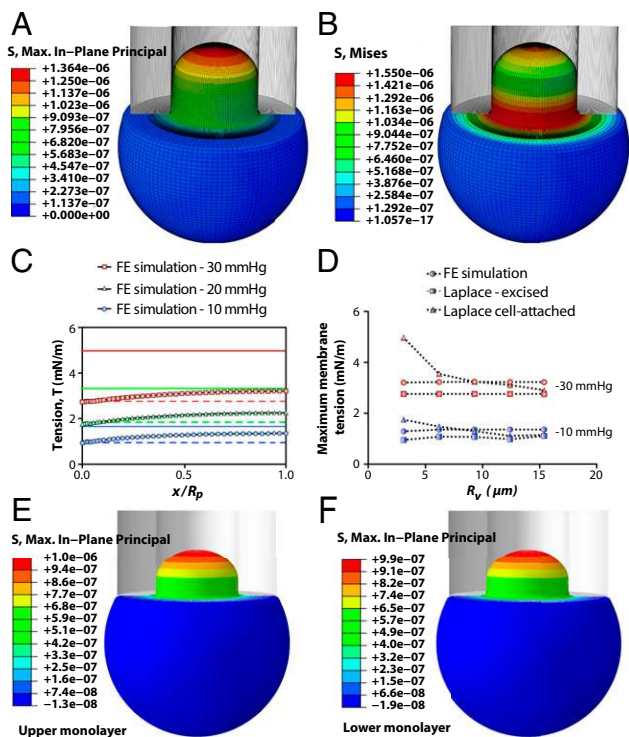 A
S, Max. In-Plane Principal
+1.364e-06
+1.250e-06
+1.137e-06
+1.023e-06
+9.093e-07
+7.956e-07
+6.820e-07
+5.683e-07
+4.547e-07
+3.410e-07
+2.273e-07
+1.137e-07
+0.000e+00
B
S, Mises
+1.550e-06
+1.421e-06
+1.292e-06
+1.163e-06
+1.034e-06
+9.044e-07
+7.752e-07
+6.460e-07
+5.168e-07
+3.876e-07
+2.584e-07
+1.292e-07
+1.057e-17
C
FE simulation - 30 mmHg
FE simulation - 20 mmHg
FE simulation - 10 mmHg
Tension, T (mN/m)
6
4
2
0
0.0
0.5
1.0
x/Rp
D
FE simulation
Laplace - excised
Laplace cell-attached
Maximum membrane
tension (mN/m)
6
4
2
0
-30 mmHg
-10 mmHg
0
5
10
15
20
Rv (μm)
E
S, Max. In-Plane Principal
+1.0e-06
+9.4e-07
+8.6e-07
+7.7e-07
+6.8e-07
+5.9e-07
+5.1e-07
+4.2e-07
+3.3e-07
+2.5e-07
+1.6e-07
+7.4e-08
-1.3e-08
Upper monolayer
F
S, Max. In-Plane Principal
+9.9e-07
+9.1e-07
+8.2e-07
+7.4e-07
+6.5e-07
+5.7e-07
+4.9e-07
+4.0e-07
+3.2e-07
+2.3e-07
+1.5e-07
+6.6e-08
-1.9e-08
Lower monolayer